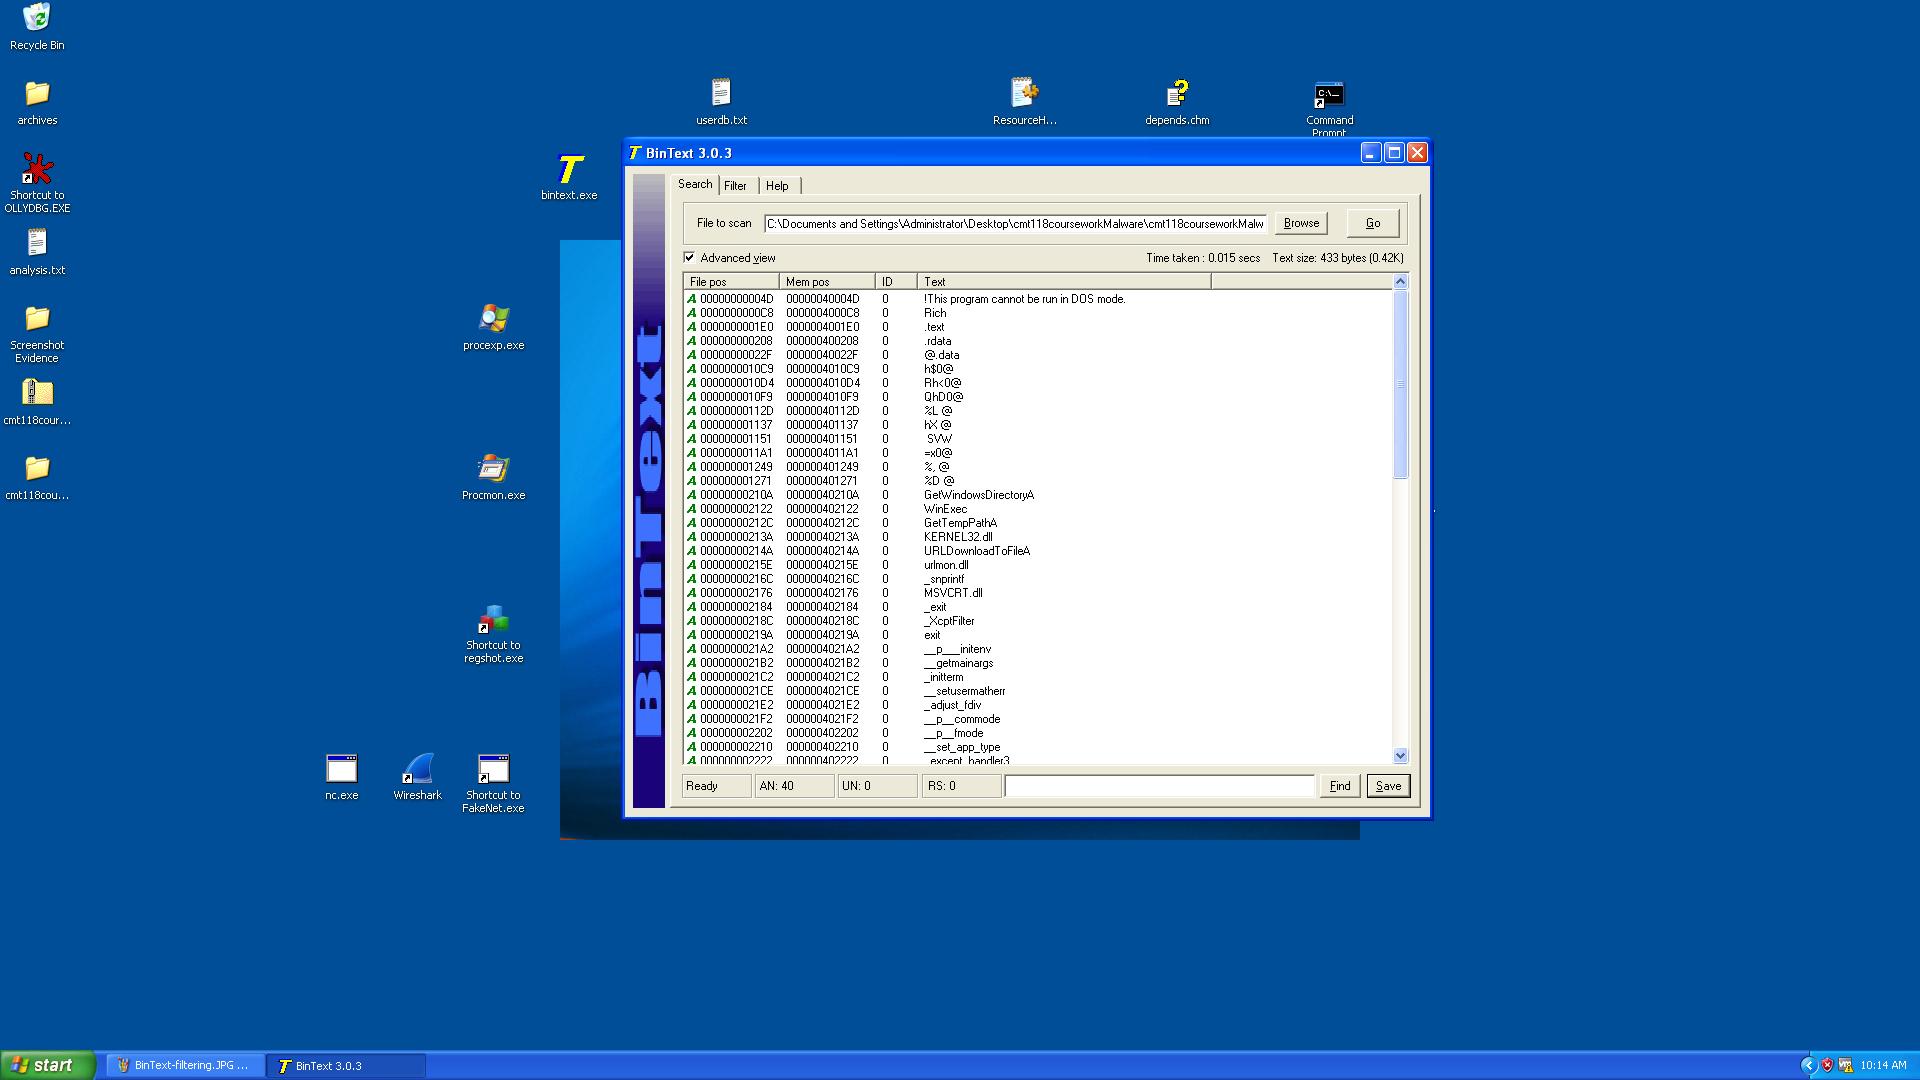 Recycle Bin
archives
Shortcut to
OLLYDBG.EXE
analysis.txt
Screenshot
Evidence
cmt118cour...
cmt118cou...
userdb.txt
ResourceH...
depends.chm
Command
Prompt
bintext.exe
procexp.exe
Procmon.exe
Shortcut to
regshot.exe
nc.exe
Wireshark
Shortcut to
FakeNet.exe
BinText 3.0.3
BinText
Search Filter Help
File to scan C:\Documents and Settings\Administrator\Desktop\cmt118courseworkMalware\cmt118courseworkMalw Browse Go
Advanced view Time taken : 0.015 secs Text size: 433 bytes (0.42K)
File pos Mem pos ID Text
A 00000000004D 00000040004D 0 !This program cannot be run in DOS mode.
A 0000000000C8 0000004000C8 0 Rich
A 0000000001E0 0000004001E0 0 .text
A 000000000208 000000400208 0 .rdata
A 00000000022F 00000040022F 0 @.data
A 0000000010C9 0000004010C9 0 h$0@
A 0000000010D4 0000004010D4 0 Rh<0@
A 0000000010F9 0000004010F9 0 QhD0@
A 00000000112D 00000040112D 0 %L @
A 000000001137 000000401137 0 hX @
A 000000001151 000000401151 0 SVW
A 0000000011A1 0000004011A1 0 =x0@
A 000000001249 000000401249 0 %, @
A 000000001271 000000401271 0 %D @
A 00000000210A 00000040210A 0 GetWindowsDirectoryA
A 000000002122 000000402122 0 WinExec
A 00000000212C 00000040212C 0 GetTempPathA
A 00000000213A 00000040213A 0 KERNEL32.dll
A 00000000214A 00000040214A 0 URLDownloadToFileA
A 00000000215E 00000040215E 0 urlmon.dll
A 00000000216C 00000040216C 0 _snprintf
A 000000002176 000000402176 0 MSVCRT.dll
A 000000002184 000000402184 0 _exit
A 00000000218C 00000040218C 0 _XcptFilter
A 00000000219A 00000040219A 0 exit
A 0000000021A2 0000004021A2 0 __p___initenv
A 0000000021B2 0000004021B2 0 __getmainargs
A 0000000021C2 0000004021C2 0 _initterm
A 0000000021CE 0000004021CE 0 __setusermatherr
A 0000000021E2 0000004021E2 0 _adjust_fdiv
A 0000000021F2 0000004021F2 0 __p__commode
A 000000002202 000000402202 0 __p__fmode
A 000000002210 000000402210 0 __set_app_type
A 000000002222 000000402222 0 _except_handler3
Ready AN: 40 UN: 0 RS: 0 Find Save
start BinText-filtering.JPG ... BinText 3.0.3 10:14 AM